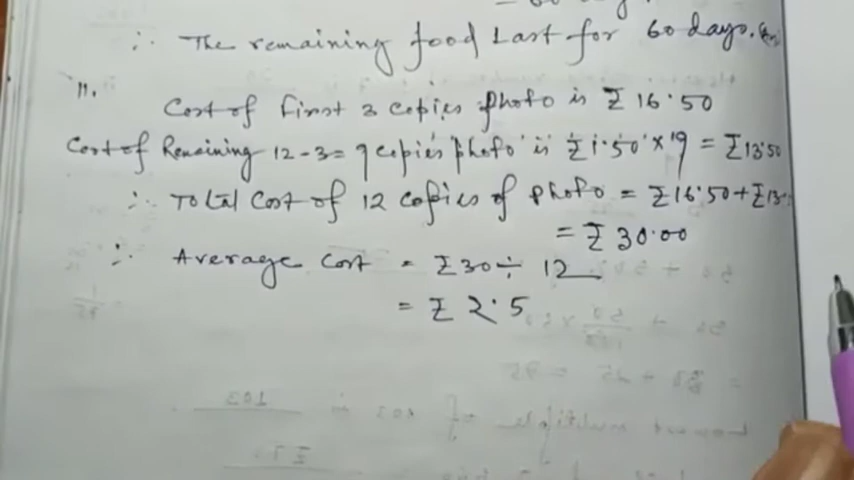 ∴ The remaining food Last for 60 days.
11.
Cost of first 3 copies photo is ₹ 16.50
Cost of Remaining 12-3= 9 copies photo is ₹ 1.50 × 9 = ₹13.50
∴ Total Cost of 12 copies of photo = ₹16.50+₹13.
= ₹ 30.00
∴ Average cost = ₹30÷ 12
= ₹ 2.5